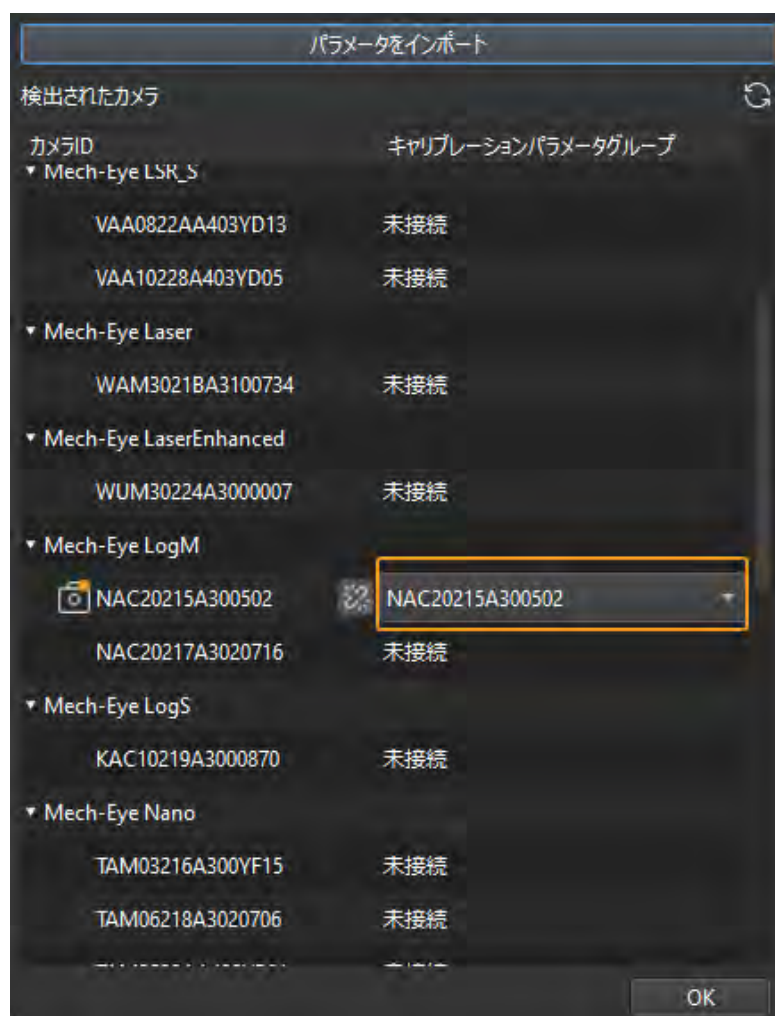 パラメータをインポート
検出されたカメラ
カメラID キャリブレーションパラメータグループ
Mech-Eye LSR_S
VAA0822AA403YD13 未接続
VAA10228A403YD05 未接続
Mech-Eye Laser
WAM3021BA3100734 未接続
Mech-Eye LaserEnhanced
WUM30224A3000007 未接続
Mech-Eye LogM
NAC20215A300502 NAC20215A300502
NAC20217A3020716 未接続
Mech-Eye LogS
KAC10219A3000870 未接続
Mech-Eye Nano
TAM03216A300YF15 未接続
TAM06218A3020706 未接続
OK